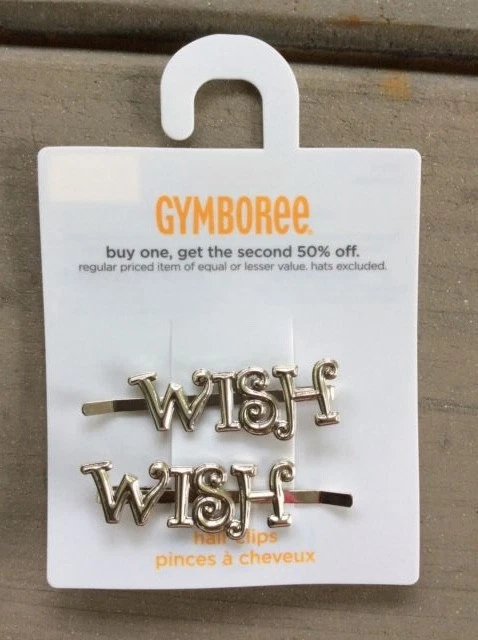 GYMBOREE
buy one, get the second 50% off.
regular priced item of equal or lesser value. hats excluded.
WISH
WISH
hair clips
pinces à cheveux